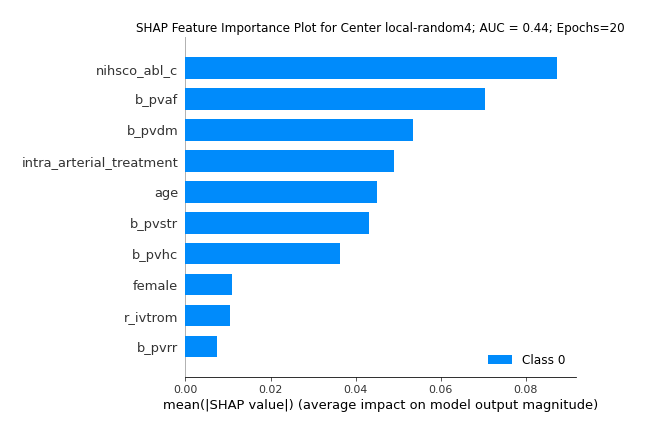 SHAP Feature Importance Plot for Center local-random4; AUC = 0.44; Epochs=20
nihsco_abl_c
b_pvaf
b_pvdm
intra_arterial_treatment
age
b_pvstr
b_pvhc
female
r_ivtrom
b_pvrr
Class 0
0.00 0.02 0.04 0.06 0.08
mean(|SHAP value|) (average impact on model output magnitude)